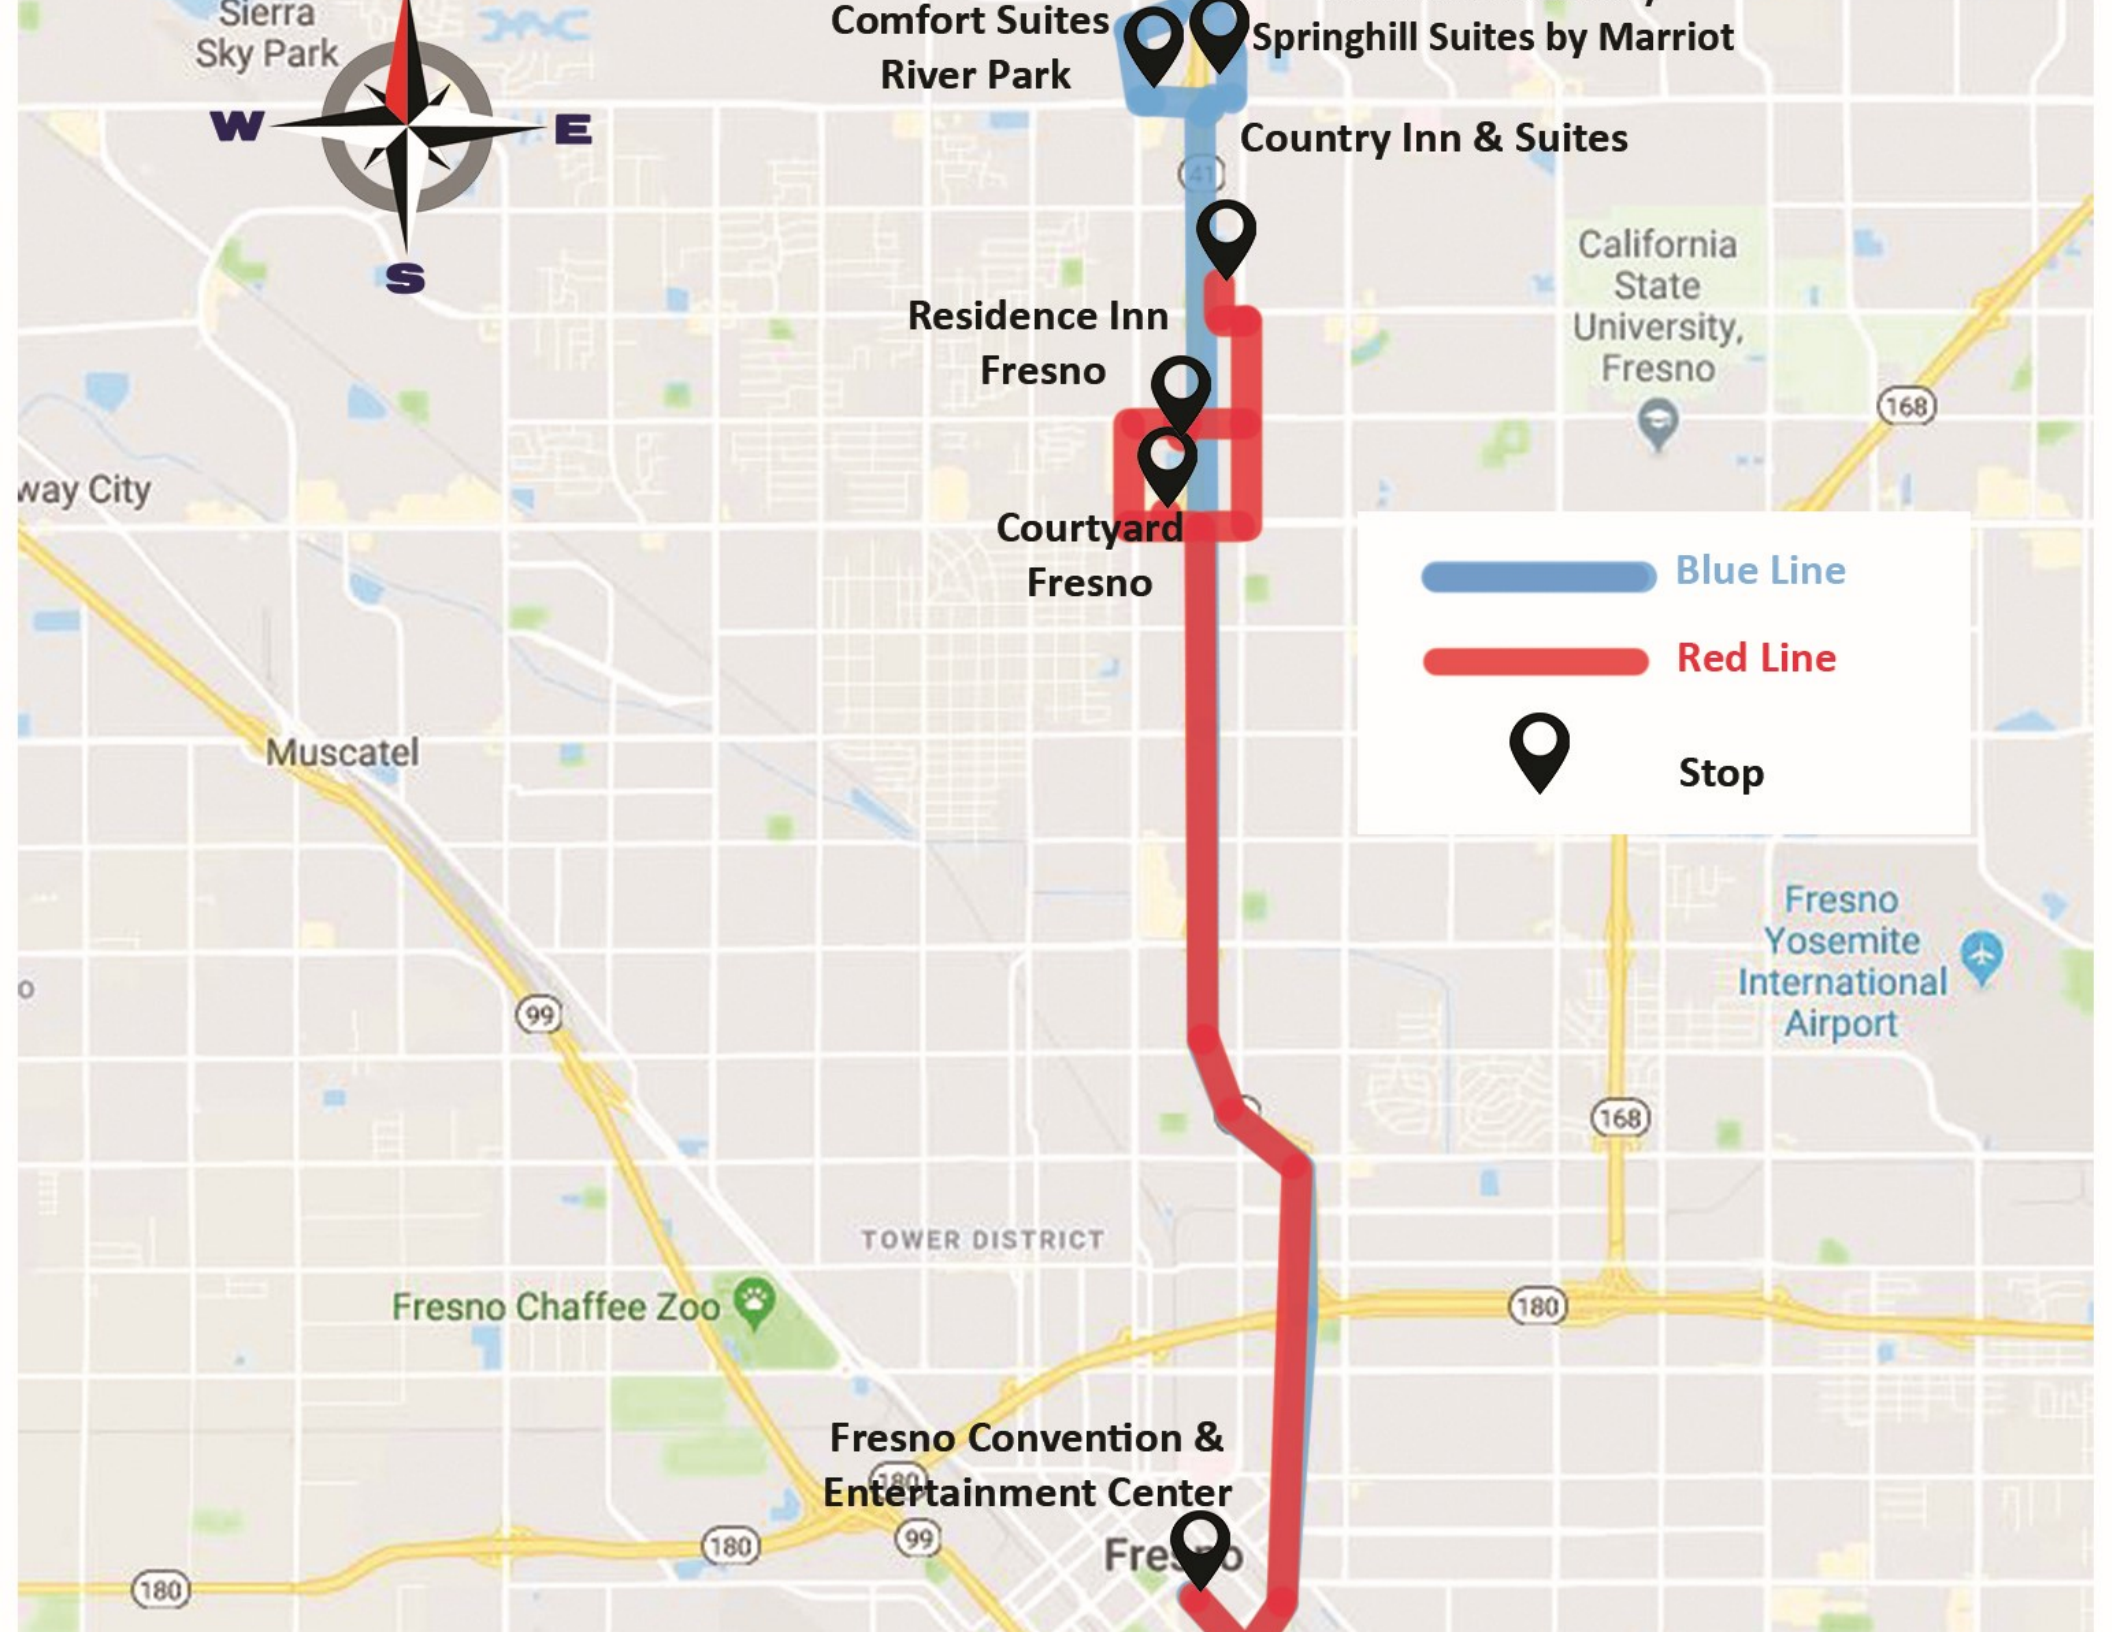 Sierra
Sky Park
Comfort Suites
River Park
Springhill Suites by Marriot
W
E
S
Country Inn & Suites
41
California
State
University,
Fresno
Residence Inn
Fresno
168
way City
Courtyard
Fresno
Blue Line
Red Line
Stop
Muscatel
Fresno
Yosemite
International
Airport
99
168
TOWER DISTRICT
Fresno Chaffee Zoo
180
Fresno Convention &
Entertainment Center
180
99
180
Fresno
180